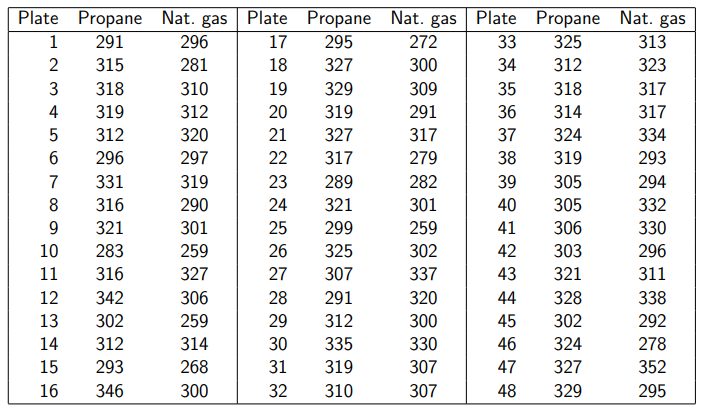 Plate Propane Nat. gas Plate Propane Nat. gas Plate Propane Nat. gas
1 291 296 17 295 272 33 325 313
2 315 281 18 327 300 34 312 323
3 318 310 19 329 309 35 318 317
4 319 312 20 319 291 36 314 317
5 312 320 21 327 317 37 324 334
6 296 297 22 317 279 38 319 293
7 331 319 23 289 282 39 305 294
8 316 290 24 321 301 40 305 332
9 321 301 25 299 259 41 306 330
10 283 259 26 325 302 42 303 296
11 316 327 27 307 337 43 321 311
12 342 306 28 291 320 44 328 338
13 302 259 29 312 300 45 302 292
14 312 314 30 335 330 46 324 278
15 293 268 31 319 307 47 327 352
16 346 300 32 310 307 48 329 295